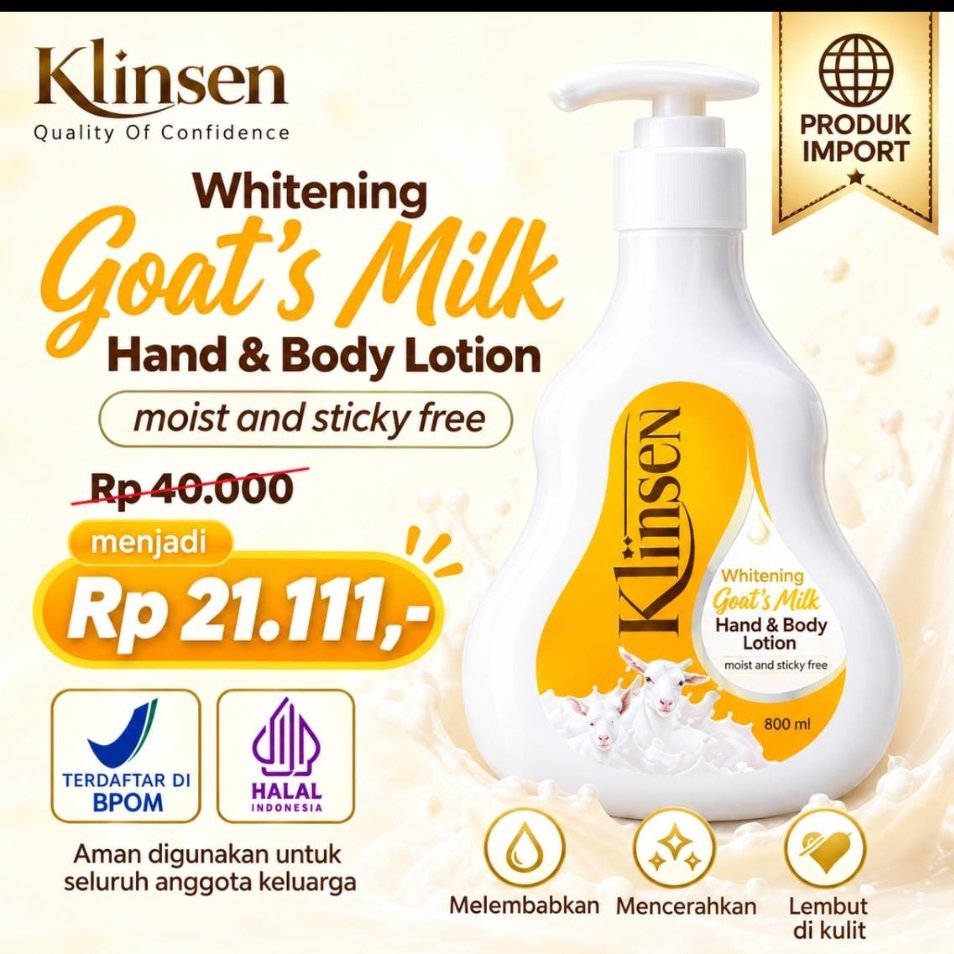 Klinsen
Quality Of Confidence
PRODUK
IMPORT
Whitening
Goat's Milk
Hand & Body Lotion
moist and sticky free
Rp 40.000
menjadi
Rp 21.111,-
TERDAFTAR DI
BPOM
HALAL
INDONESIA
Aman digunakan untuk
seluruh anggota keluarga
Klinsen
Whitening
Goat's Milk
Hand & Body
Lotion
moist and sticky free
800 ml
Melembabkan
Mencerahkan
Lembut
di kulit